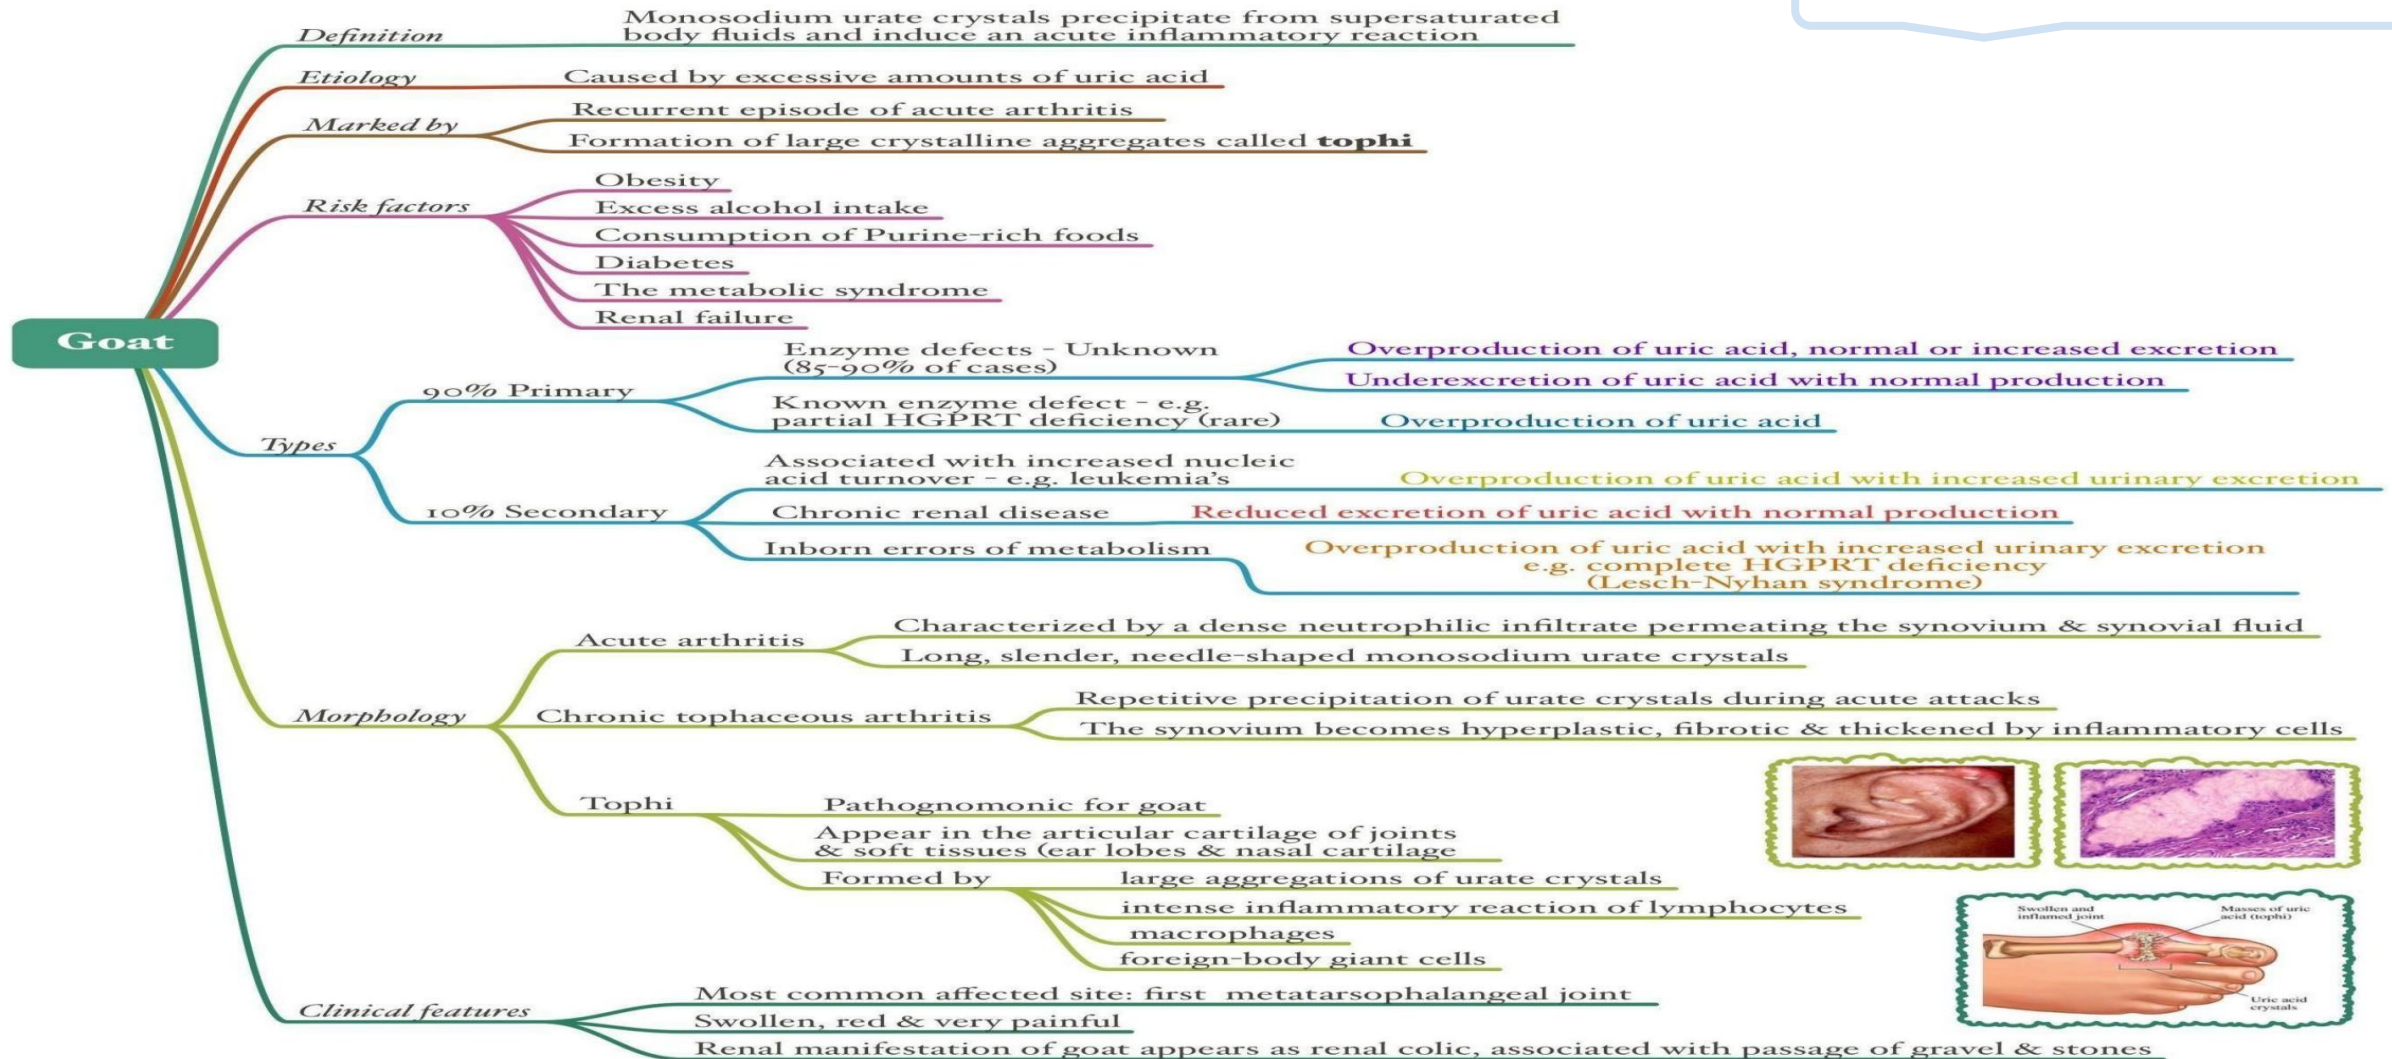 Definition
Monosodium urate crystals precipitate from supersaturated
body fluids and induce an acute inflammatory reaction
Etiology
Caused by excessive amounts of uric acid
Marked by
Recurrent episode of acute arthritis
Formation of large crystalline aggregates called tophi
Risk factors
Obesity
Excess alcohol intake
Consumption of Purine-rich foods
Diabetes
The metabolic syndrome
Renal failure
Goat
Types
90% Primary
Enzyme defects - Unknown
(85-90% of cases)
Overproduction of uric acid, normal or increased excretion
Underexcretion of uric acid with normal production
Known enzyme defect - e.g.
partial HGPRT deficiency (rare)
Overproduction of uric acid
10% Secondary
Associated with increased nucleic
acid turnover - e.g. leukemia's
Overproduction of uric acid with increased urinary excretion
Chronic renal disease
Reduced excretion of uric acid with normal production
Inborn errors of metabolism
Overproduction of uric acid with increased urinary excretion
e.g. complete HGPRT deficiency
(Lesch-Nyhan syndrome)
Morphology
Acute arthritis
Characterized by a dense neutrophilic infiltrate permeating the synovium & synovial fluid
Long, slender, needle-shaped monosodium urate crystals
Chronic tophaceous arthritis
Repetitive precipitation of urate crystals during acute attacks
The synovium becomes hyperplastic, fibrotic & thickened by inflammatory cells
Tophi
Pathognomonic for goat
Appear in the articular cartilage of joints
& soft tissues (ear lobes & nasal cartilage
Formed by
large aggregations of urate crystals
intense inflammatory reaction of lymphocytes
macrophages
foreign-body giant cells
Swollen and
inflamed joint
Masses of uric
acid (tophi)
Uric acid
crystals
Clinical features
Most common affected site: first metatarsophalangeal joint
Swollen, red & very painful
Renal manifestation of goat appears as renal colic, associated with passage of gravel & stones